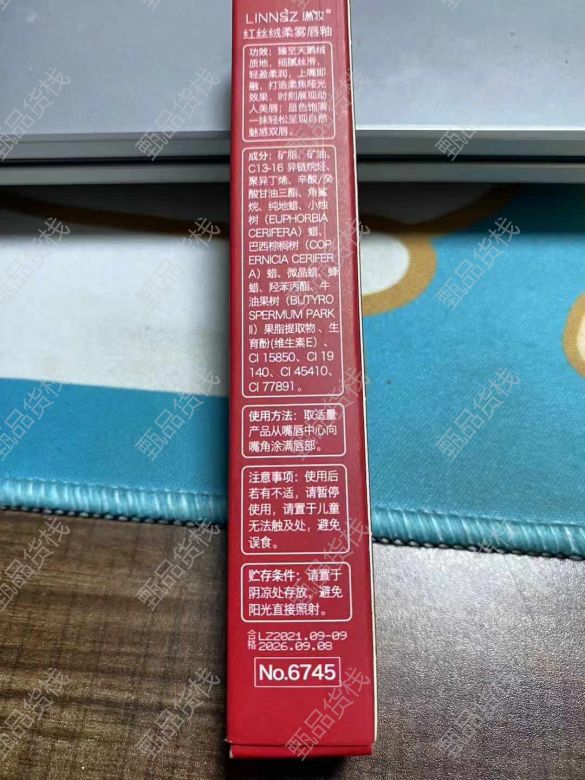 LINNSZ 琳妆®
红丝绒柔雾唇釉
功效：臻至天鹅绒
质地，细腻丝滑，
轻盈柔润，上嘴即
融，打造柔焦哑光
效果，时刻展现动
人美唇；显色饱满，
一抹轻松呈现自然
魅惑双唇。
成分：矿脂、矿油、
C13-16 异链烷烃、
聚异丁烯、辛酸/癸
酸甘油三酯、角鲨
烷、纯地蜡、小烛
树（EUPHORBIA
CERIFERA）蜡、
巴西棕榈树（COP
ERNICIA CERIFER
A）蜡、微晶蜡、蜂
蜡、羟苯丙酯、牛
油果树（BUTYRO
SPERMUM PARK
II）果脂提取物、生
育酚(维生素E）、
CI 15850、CI 19
140、CI 45410、
CI 77891。
使用方法：取适量
产品从嘴唇中心向
嘴角涂满唇部。
注意事项：使用后
若有不适，请暂停
使用，请置于儿童
无法触及处，避免
误食。
贮存条件：请置于
阴凉处存放，避免
阳光直接照射。
合格 LZ2021.09-09
2026.09.08
No.6745
甄品货栈